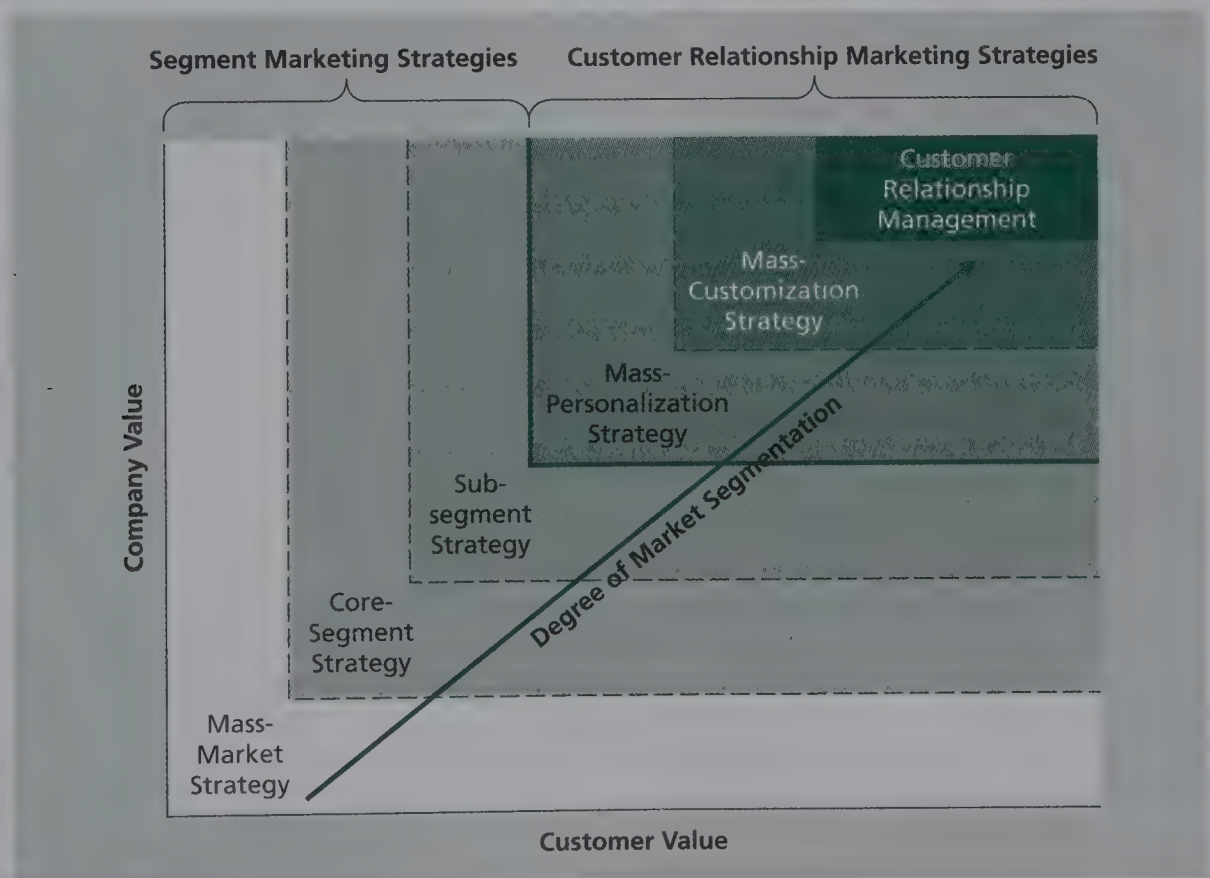 Segment Marketing Strategies
Customer Relationship Marketing Strategies
Customer
Relationship
Management
Mass-
Customization
Strategy
Mass-
Personalization
Strategy
Sub-
segment
Strategy
Core-
Segment
Strategy
Mass-
Market
Strategy
Degree of Market Segmentation
Company Value
Customer Value